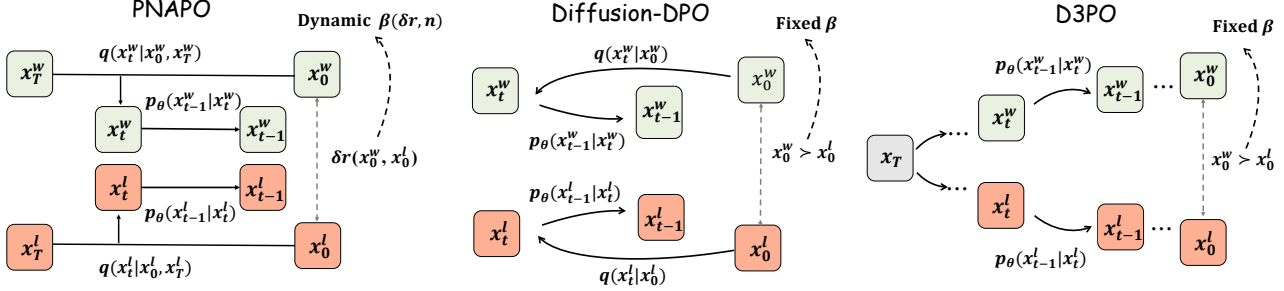 PNAPO
Dynamic β(δr, n)
q(x_t^w|x_0^w, x_T^w)
x_T^w
x_0^w
p_θ(x_{t-1}^w|x_t^w)
x_t^w
x_{t-1}^w
δr(x_0^w, x_0^l)
x_t^l
x_{t-1}^l
p_θ(x_{t-1}^l|x_t^l)
x_T^l
x_0^l
q(x_t^l|x_0^l, x_T^l)
Diffusion-DPO
Fixed β
q(x_t^w|x_0^w)
x_t^w
x_0^w
x_{t-1}^w
p_θ(x_{t-1}^w|x_t^w)
x_0^w ≻ x_0^l
p_θ(x_{t-1}^l|x_t^l)
x_{t-1}^l
x_t^l
x_0^l
q(x_t^l|x_0^l)
D3PO
Fixed β
p_θ(x_{t-1}^w|x_t^w)
x_t^w
x_{t-1}^w
...
x_0^w
...
x_T
x_0^w ≻ x_0^l
...
x_t^l
x_{t-1}^l
...
x_0^l
p_θ(x_{t-1}^l|x_t^l)